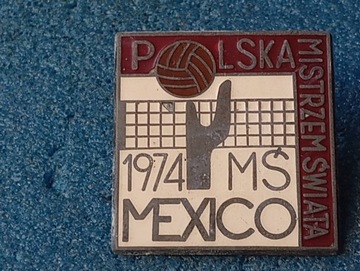 POLSKA
MISTRZEM ŚWIATA
1974 MŚ
MEXICO